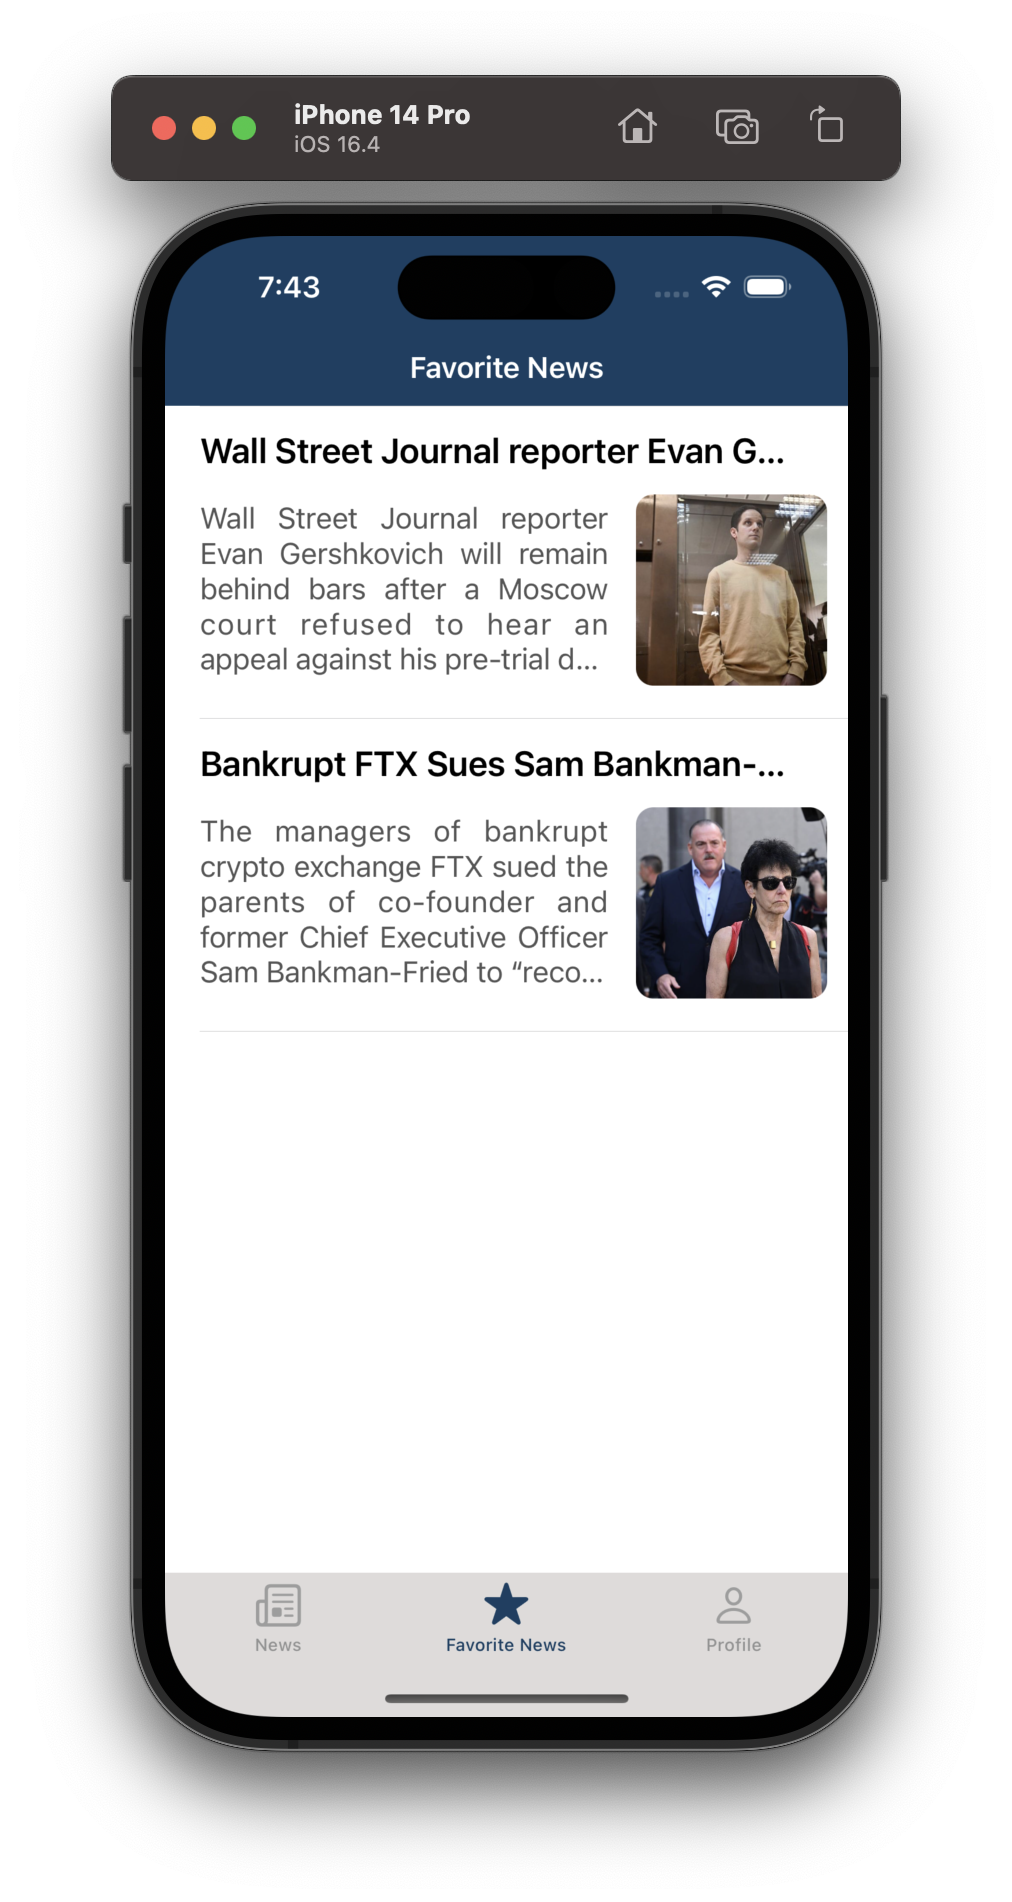 iPhone 14 Pro
iOS 16.4
7:43
Favorite News
Wall Street Journal reporter Evan G...
Wall Street Journal reporter
Evan Gershkovich will remain
behind bars after a Moscow
court refused to hear an
appeal against his pre-trial d...
Bankrupt FTX Sues Sam Bankman-...
The managers of bankrupt
crypto exchange FTX sued the
parents of co-founder and
former Chief Executive Officer
Sam Bankman-Fried to “reco...
News
Favorite News
Profile